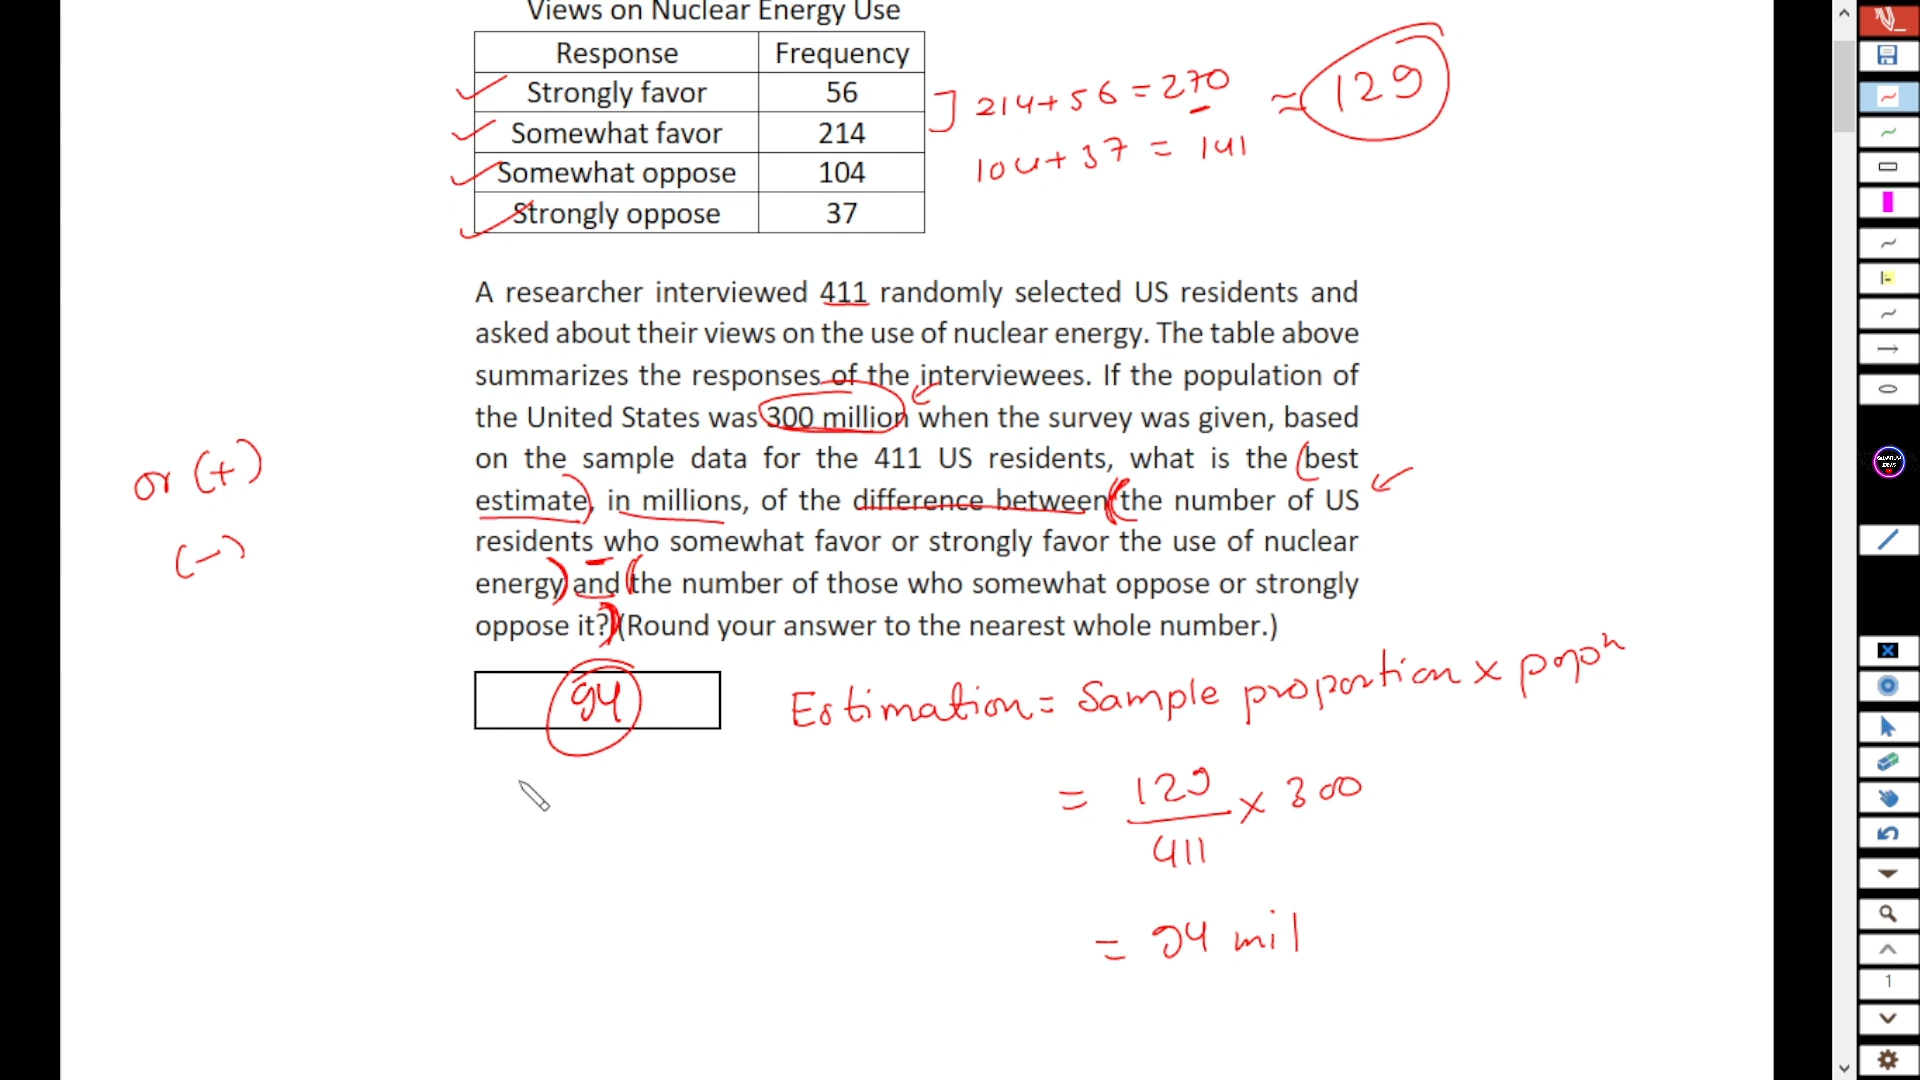 Views on Nuclear Energy Use
Response Frequency
Strongly favor 56
Somewhat favor 214
Somewhat oppose 104
Strongly oppose 37
214+56=270
104+37=141
≈129
A researcher interviewed 411 randomly selected US residents and
asked about their views on the use of nuclear energy. The table above
summarizes the responses of the interviewees. If the population of
the United States was 300 million when the survey was given, based
on the sample data for the 411 US residents, what is the (best
estimate), in millions, of the difference between (the number of US
residents who somewhat favor or strongly favor the use of nuclear
energy) and (the number of those who somewhat oppose or strongly
oppose it?) (Round your answer to the nearest whole number.)
or (+)
(-)
94
Estimation = Sample proportion x popn
= 129/411 x 300
= 94 mil
1